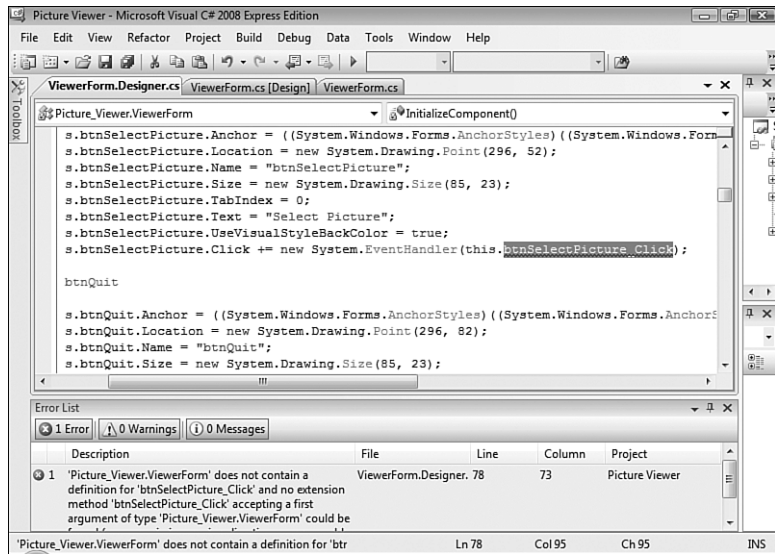 Picture Viewer - Microsoft Visual C# 2008 Express Edition
File Edit View Refactor Project Build Debug Data Tools Window Help
Toolbox
ViewerForm.Designer.cs ViewerForm.cs [Design] ViewerForm.cs
Picture_Viewer.ViewerForm InitializeComponent()
s.btnSelectPicture.Anchor = ((System.Windows.Forms.AnchorStyles)((System.Windows.Form
s.btnSelectPicture.Location = new System.Drawing.Point(296, 52);
s.btnSelectPicture.Name = "btnSelectPicture";
s.btnSelectPicture.Size = new System.Drawing.Size(85, 23);
s.btnSelectPicture.TabIndex = 0;
s.btnSelectPicture.Text = "Select Picture";
s.btnSelectPicture.UseVisualStyleBackColor = true;
s.btnSelectPicture.Click += new System.EventHandler(this.btnSelectPicture_Click);
btnQuit
s.btnQuit.Anchor = ((System.Windows.Forms.AnchorStyles)((System.Windows.Forms.AnchorS
s.btnQuit.Location = new System.Drawing.Point(296, 82);
s.btnQuit.Name = "btnQuit";
s.btnQuit.Size = new System.Drawing.Size(85, 23);
Error List
1 Error 0 Warnings 0 Messages
Description File Line Column Project
1 'Picture_Viewer.ViewerForm' does not contain a ViewerForm.Designer. 78 73 Picture Viewer
definition for 'btnSelectPicture_Click' and no extension
method 'btnSelectPicture_Click' accepting a first
argument of type 'Picture_Viewer.ViewerForm' could be
'Picture_Viewer.ViewerForm' does not contain a definition for 'btr Ln 78 Col 95 Ch 95 INS